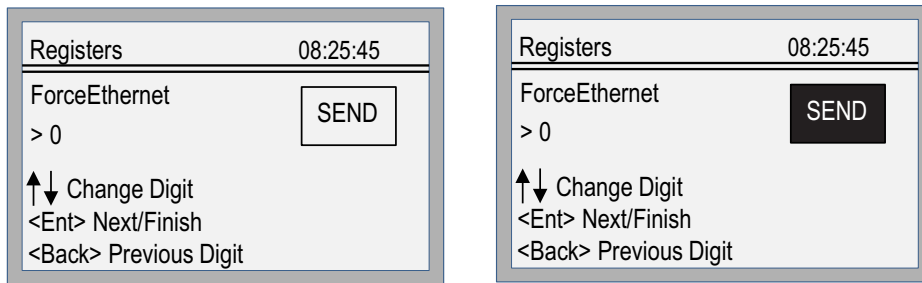 Registers 08:25:45
ForceEthernet
SEND
> 0
↑↓ Change Digit
<Ent> Next/Finish
<Back> Previous Digit
Registers 08:25:45
ForceEthernet
SEND
> 0
↑↓ Change Digit
<Ent> Next/Finish
<Back> Previous Digit